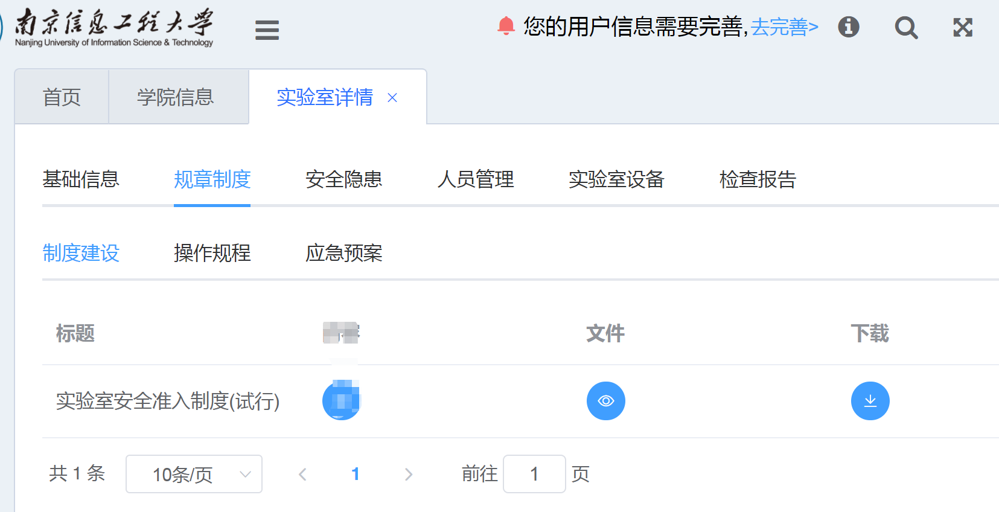 南京信息工程大学
Nanjing University of Information Science & Technology
您的用户信息需要完善,去完善>
首页 学院信息 实验室详情 ×
基础信息 规章制度 安全隐患 人员管理 实验室设备 检查报告
制度建设 操作规程 应急预案
标题 文件 下载
实验室安全准入制度(试行)
共 1 条 10条/页 < 1 > 前往 1 页